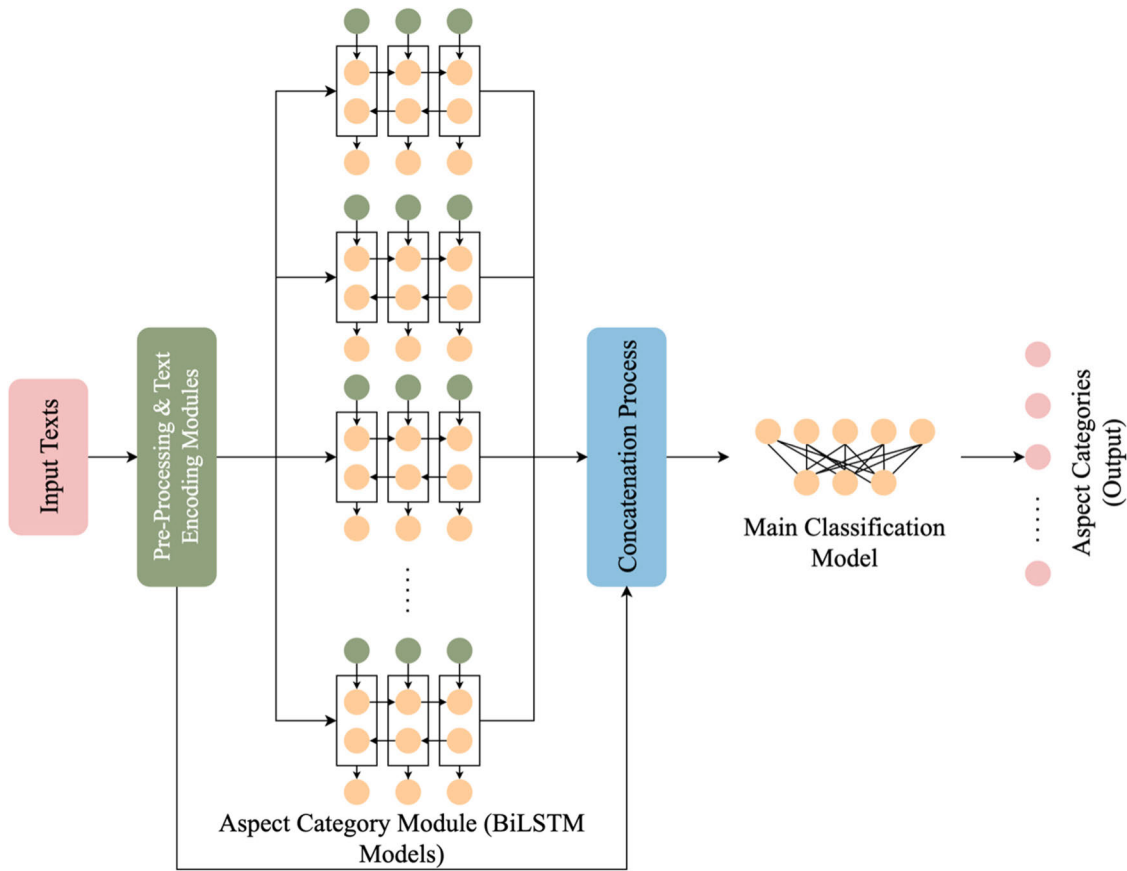 Input Texts
Pre-Processing & Text
Encoding Modules
Aspect Category Module (BiLSTM
Models)
Concatenation Process
Main Classification
Model
Aspect Categories
(Output)